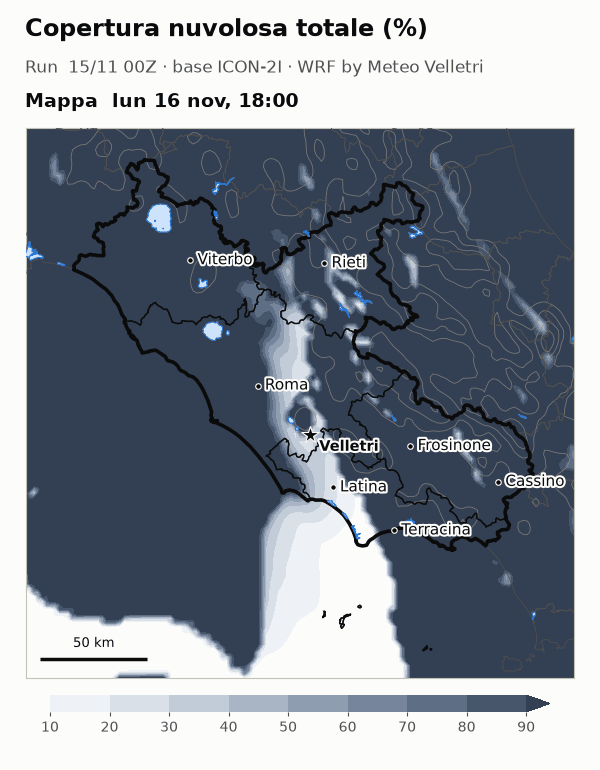 Copertura nuvolosa totale (%)
Run  15/11 00Z · base ICON-2I · WRF by Meteo Velletri
Mappa  lun 16 nov, 18:00
Viterbo
Rieti
Roma
Velletri
Frosinone
Cassino
Latina
Terracina
50 km
10 20 30 40 50 60 70 80 90